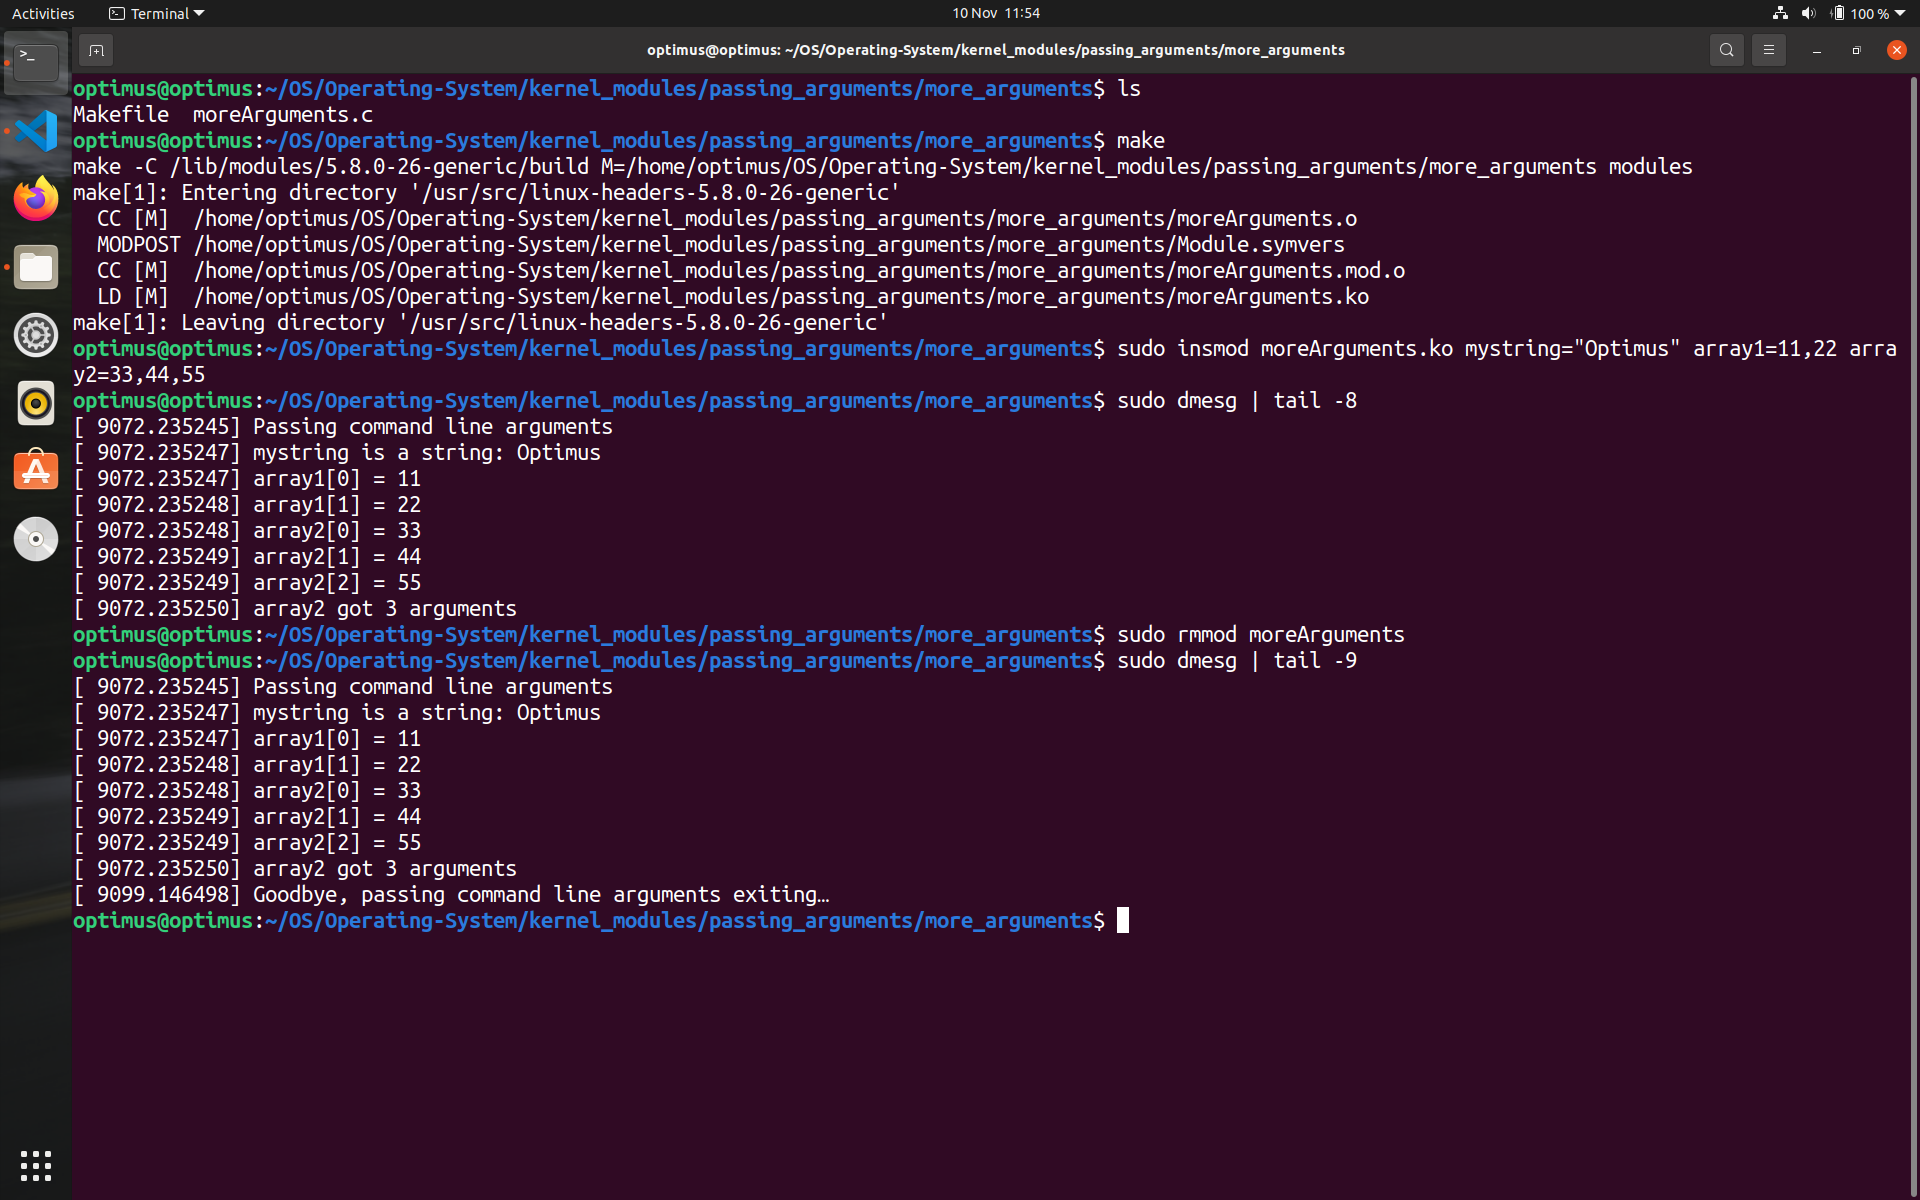 Activities Terminal 10 Nov 11:54 100 %
optimus@optimus: ~/OS/Operating-System/kernel_modules/passing_arguments/more_arguments
optimus@optimus:~/OS/Operating-System/kernel_modules/passing_arguments/more_arguments$ ls
Makefile  moreArguments.c
optimus@optimus:~/OS/Operating-System/kernel_modules/passing_arguments/more_arguments$ make
make -C /lib/modules/5.8.0-26-generic/build M=/home/optimus/OS/Operating-System/kernel_modules/passing_arguments/more_arguments modules
make[1]: Entering directory '/usr/src/linux-headers-5.8.0-26-generic'
  CC [M]  /home/optimus/OS/Operating-System/kernel_modules/passing_arguments/more_arguments/moreArguments.o
  MODPOST /home/optimus/OS/Operating-System/kernel_modules/passing_arguments/more_arguments/Module.symvers
  CC [M]  /home/optimus/OS/Operating-System/kernel_modules/passing_arguments/more_arguments/moreArguments.mod.o
  LD [M]  /home/optimus/OS/Operating-System/kernel_modules/passing_arguments/more_arguments/moreArguments.ko
make[1]: Leaving directory '/usr/src/linux-headers-5.8.0-26-generic'
optimus@optimus:~/OS/Operating-System/kernel_modules/passing_arguments/more_arguments$ sudo insmod moreArguments.ko mystring="Optimus" array1=11,22 arra
y2=33,44,55
optimus@optimus:~/OS/Operating-System/kernel_modules/passing_arguments/more_arguments$ sudo dmesg | tail -8
[ 9072.235245] Passing command line arguments
[ 9072.235247] mystring is a string: Optimus
[ 9072.235247] array1[0] = 11
[ 9072.235248] array1[1] = 22
[ 9072.235248] array2[0] = 33
[ 9072.235249] array2[1] = 44
[ 9072.235249] array2[2] = 55
[ 9072.235250] array2 got 3 arguments
optimus@optimus:~/OS/Operating-System/kernel_modules/passing_arguments/more_arguments$ sudo rmmod moreArguments
optimus@optimus:~/OS/Operating-System/kernel_modules/passing_arguments/more_arguments$ sudo dmesg | tail -9
[ 9072.235245] Passing command line arguments
[ 9072.235247] mystring is a string: Optimus
[ 9072.235247] array1[0] = 11
[ 9072.235248] array1[1] = 22
[ 9072.235248] array2[0] = 33
[ 9072.235249] array2[1] = 44
[ 9072.235249] array2[2] = 55
[ 9072.235250] array2 got 3 arguments
[ 9099.146498] Goodbye, passing command line arguments exiting…
optimus@optimus:~/OS/Operating-System/kernel_modules/passing_arguments/more_arguments$